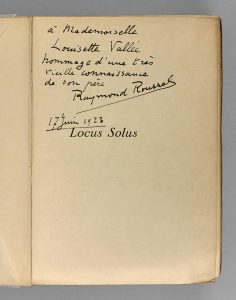 à Mademoiselle
Louisette Vallée
hommage d'une très
vieille connaissance
de son père
Raymond Roussel
17 Juin 1923
Locus Solus